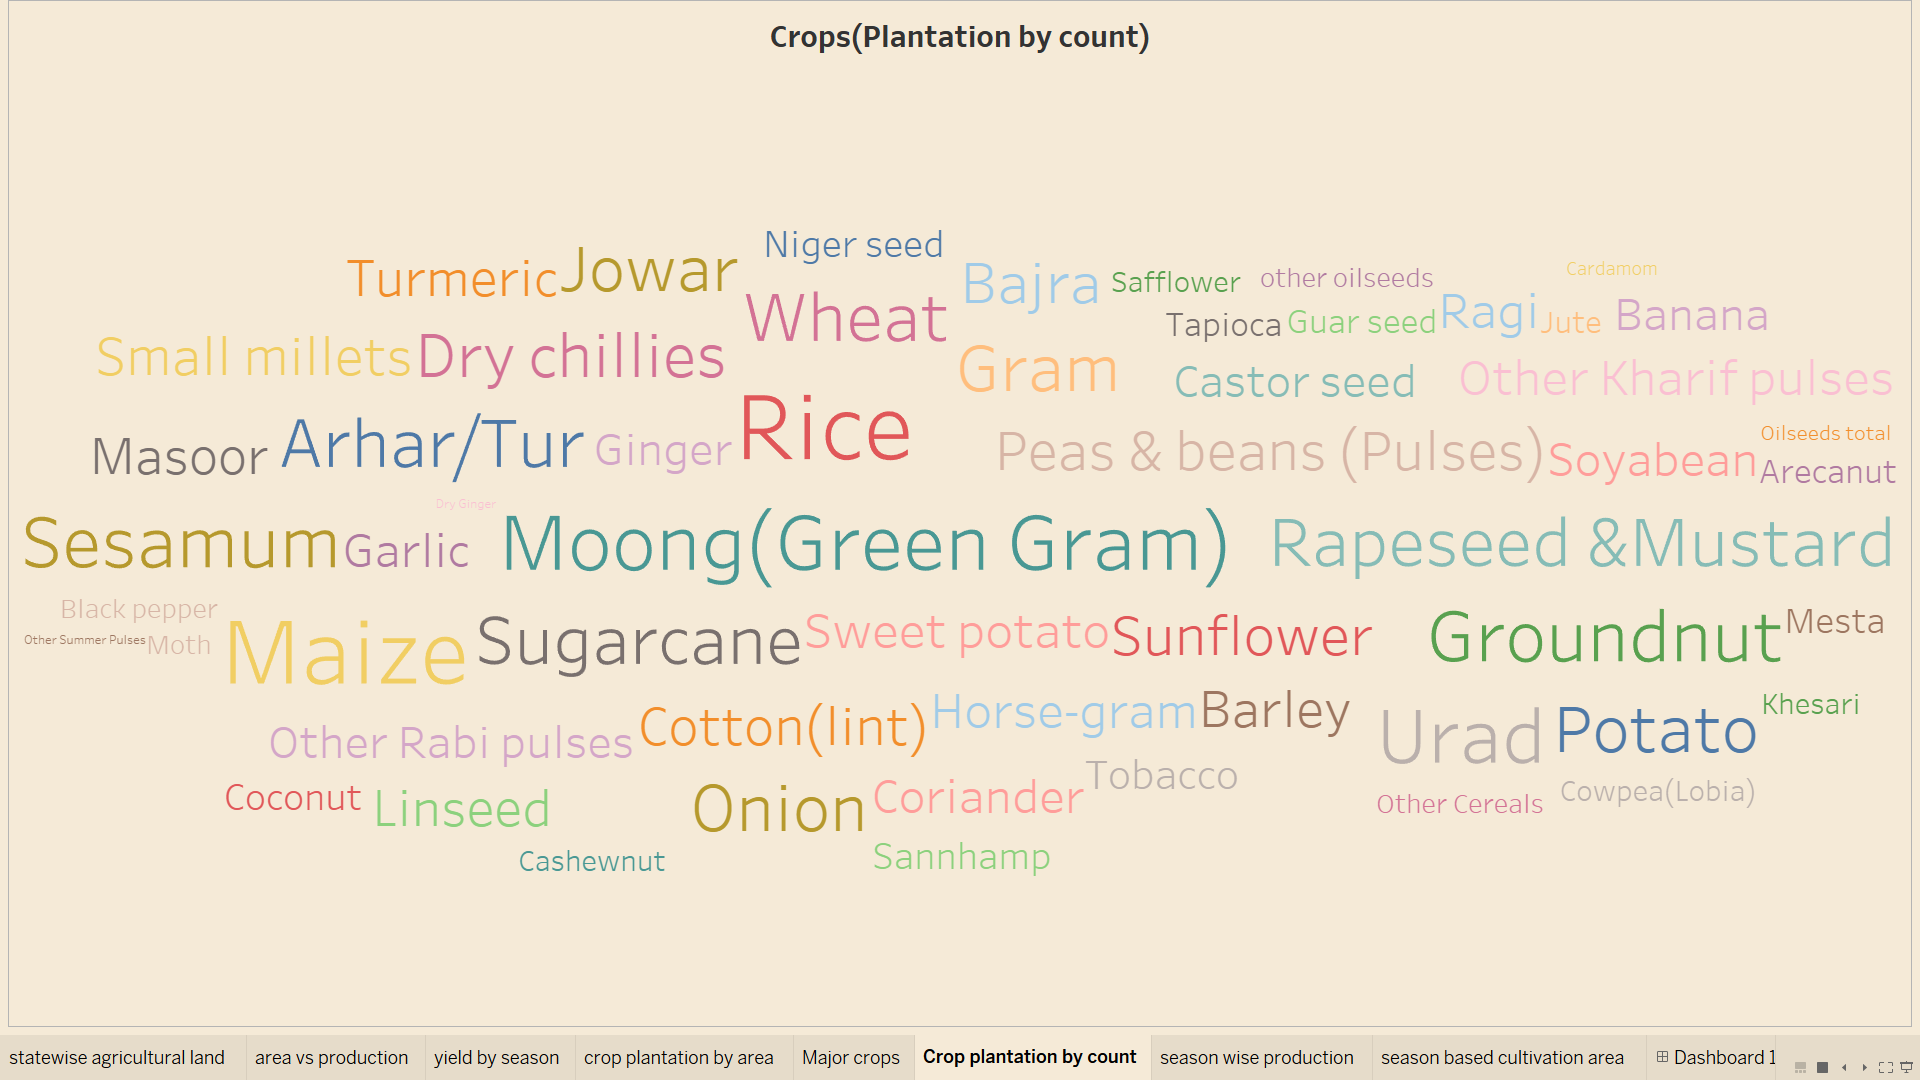 Crops(Plantation by count)
Niger seed
Turmeric
Jowar
Bajra
Safflower
other oilseeds
Cardamom
Wheat
Tapioca
Guar seed
Ragi
Jute
Banana
Small millets
Dry chillies
Gram
Castor seed
Other Kharif pulses
Masoor
Arhar/Tur
Ginger
Rice
Peas & beans (Pulses)
Soyabean
Oilseeds total
Arecanut
Dry Ginger
Sesamum
Garlic
Moong(Green Gram)
Rapeseed &Mustard
Black pepper
Other Summer Pulses
Moth
Maize
Sugarcane
Sweet potato
Sunflower
Groundnut
Mesta
Other Rabi pulses
Cotton(lint)
Horse-gram
Barley
Urad
Potato
Khesari
Coconut
Linseed
Onion
Coriander
Tobacco
Other Cereals
Cowpea(Lobia)
Cashewnut
Sannhamp
statewise agricultural land
area vs production
yield by season
crop plantation by area
Major crops
Crop plantation by count
season wise production
season based cultivation area
Dashboard 1